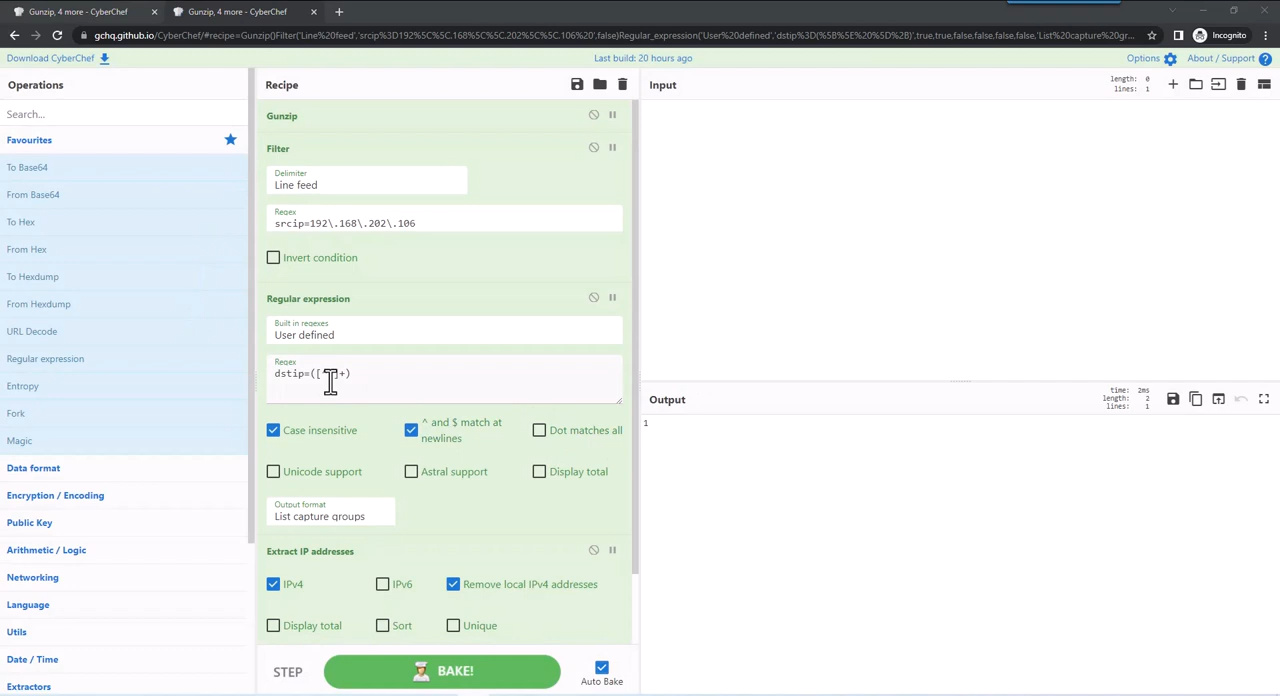 Gunzip, 4 more - CyberChef
Gunzip, 4 more - CyberChef
gchq.github.io/CyberChef/#recipe=Gunzip()Filter('Line%20feed','srcip%3D192%5C%5C.168%5C%5C.202%5C%5C.106%20',false)Regular_expression('User%20defined','dstip%3D(%5B%5E%20%5D%2B)',true,true,false,false,false,false,'List%20capture%20gr...
Incognito
Download CyberChef
Last build: 20 hours ago
Options
About / Support
Operations
Recipe
Input
length: 0
lines: 1
Search...
Favourites
To Base64
From Base64
To Hex
From Hex
To Hexdump
From Hexdump
URL Decode
Regular expression
Entropy
Fork
Magic
Data format
Encryption / Encoding
Public Key
Arithmetic / Logic
Networking
Language
Utils
Date / Time
Extractors
Gunzip
Filter
Delimiter
Line feed
Regex
srcip=192\.168\.202\.106
Invert condition
Regular expression
Built in regexes
User defined
Regex
dstip=([ +)
Case insensitive
^ and $ match at newlines
Dot matches all
Unicode support
Astral support
Display total
Output format
List capture groups
Extract IP addresses
IPv4
IPv6
Remove local IPv4 addresses
Display total
Sort
Unique
STEP
BAKE!
Auto Bake
Output
time: 2ms
length: 2
lines: 1
1